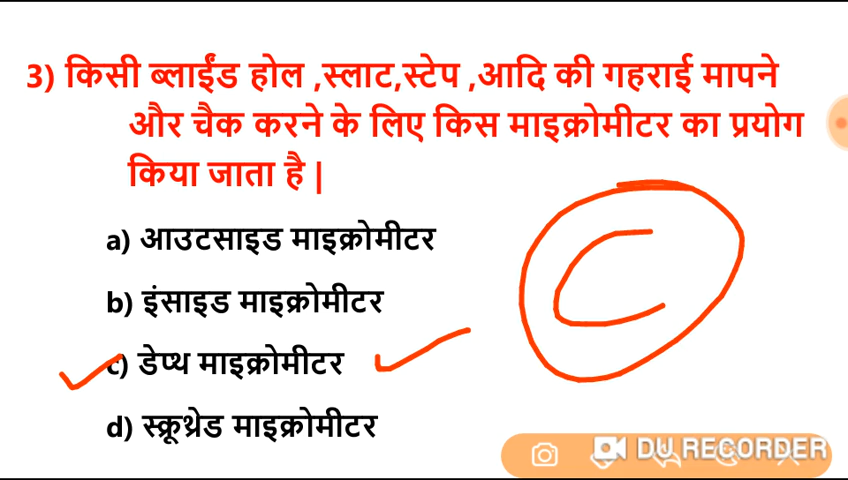 3) किसी ब्लाईंड होल ,स्लाट,स्टेप ,आदि की गहराई मापने
और चैक करने के लिए किस माइक्रोमीटर का प्रयोग
किया जाता है |
a) आउटसाइड माइक्रोमीटर
b) इंसाइड माइक्रोमीटर
c) डेप्थ माइक्रोमीटर
d) स्क्रूथ्रेड माइक्रोमीटर
C
DU RECORDER